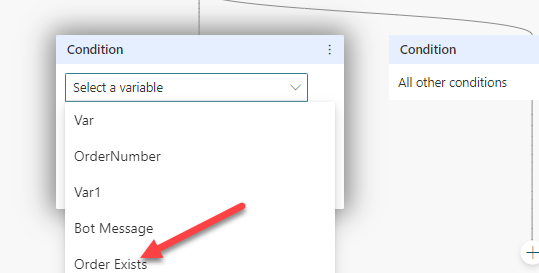 Condition
Select a variable
Var
OrderNumber
Var1
Bot Message
Order Exists
Condition
All other conditions